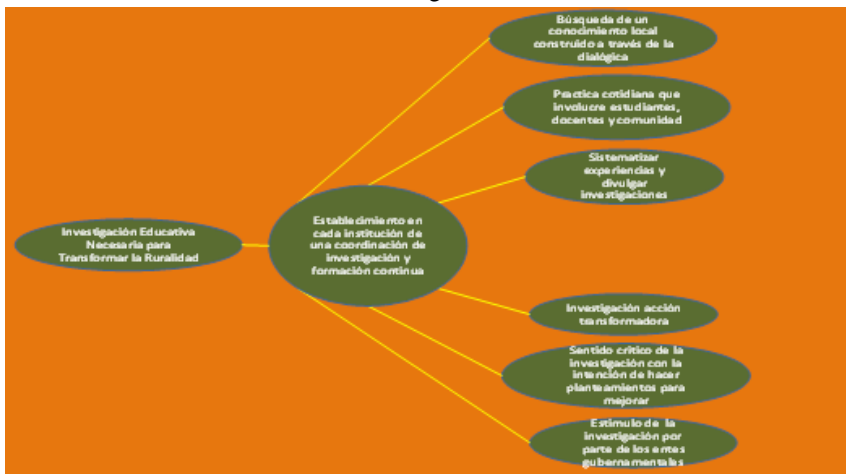 Búsqueda de un
conocimiento local
construido a través de la
dialógica
Practica cotidiana que
involucre estudiantes,
docentes y comunidad
Sistematizar
experiencias y
divulgar
investigaciones
Investigación Educativa
Necesaria para
Transformar la Ruralidad
Establecimiento en
cada institución de
una coordinación de
investigación y
formación continua
Investigación acción
transformadora
Sentido crítico de la
investigación con la
intención de hacer
planteamientos para
mejorar
Estimulo de la
investigación por
parte de los entes
gubernamentales